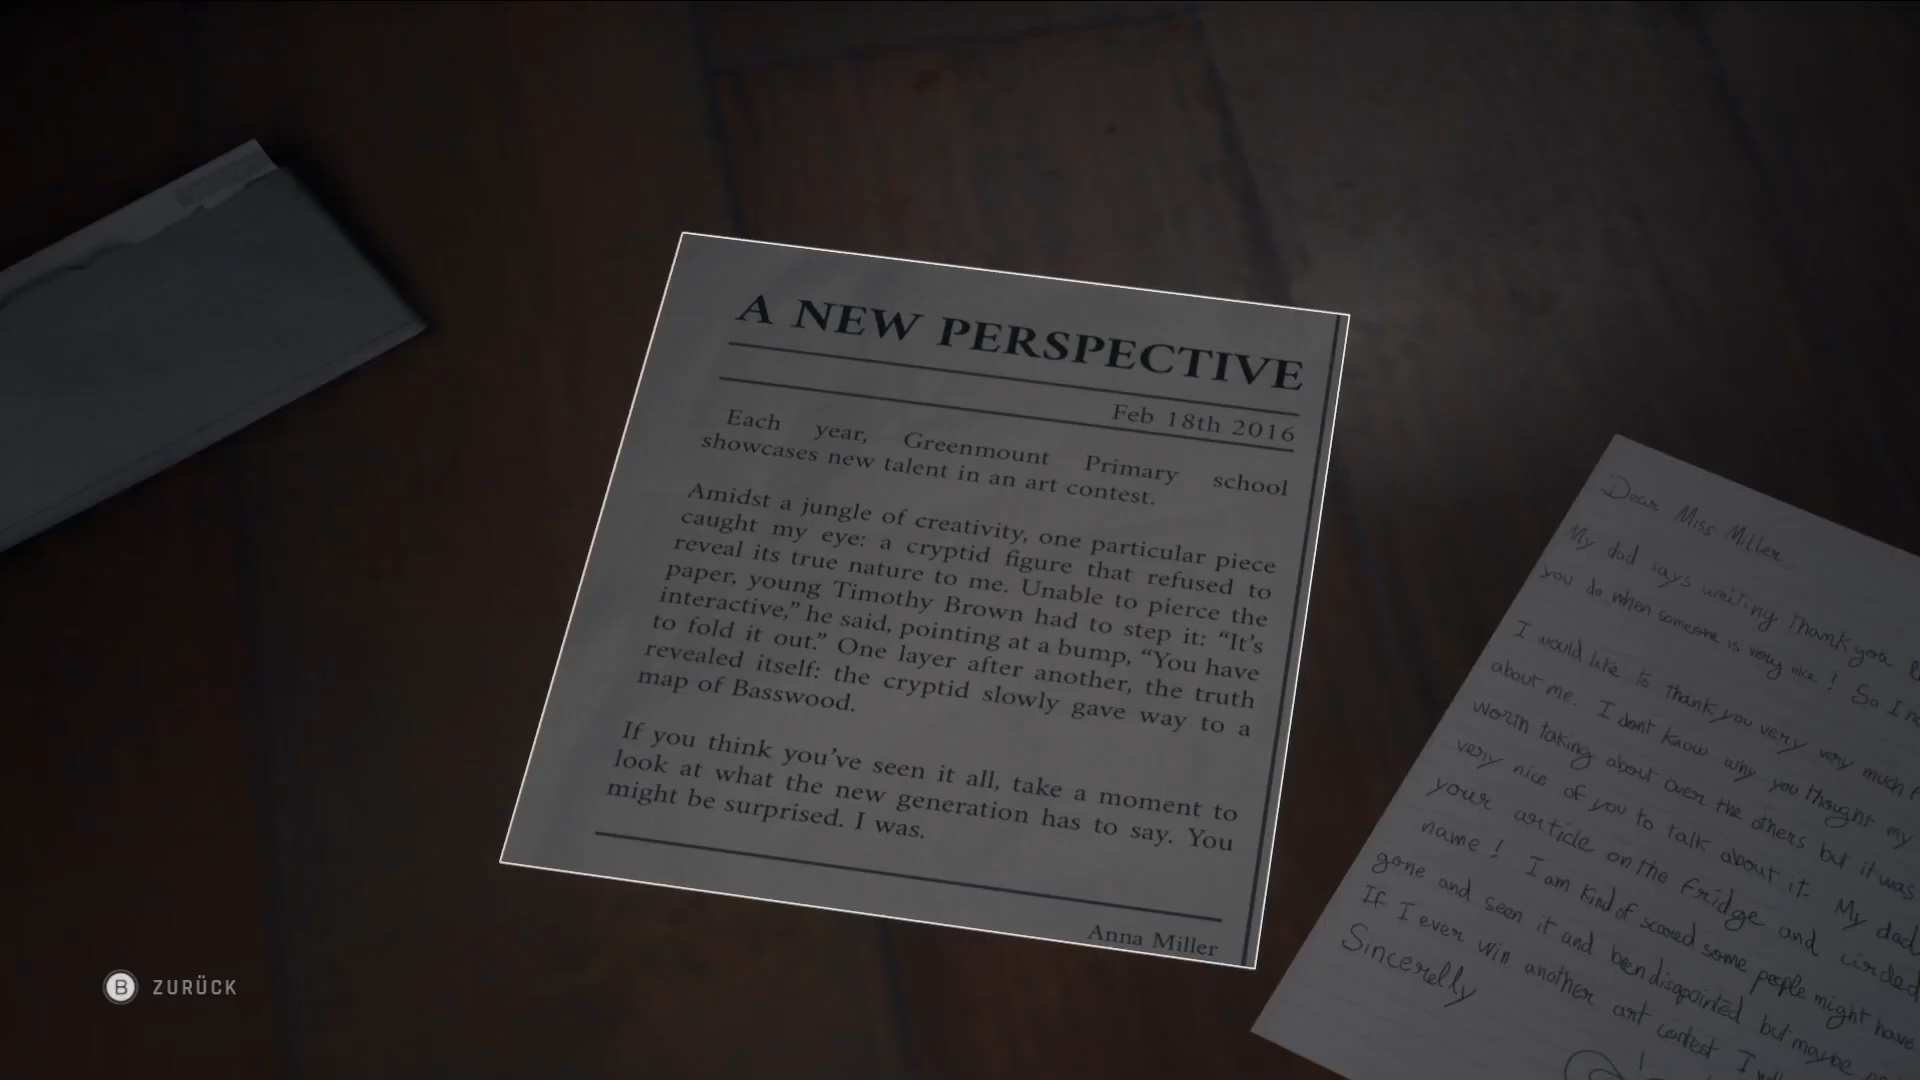 A NEW PERSPECTIVE
Feb 18th 2016
Each year, Greenmount Primary school
showcases new talent in an art contest.
Amidst a jungle of creativity, one particular piece
caught my eye: a cryptid figure that refused to
reveal its true nature to me. Unable to pierce the
paper, young Timothy Brown had to step it: “It’s
interactive,” he said, pointing at a bump, “You have
to fold it out.” One layer after another, the truth
revealed itself: the cryptid slowly gave way to a
map of Basswood.
If you think you’ve seen it all, take a moment to
look at what the new generation has to say. You
might be surprised. I was.
Anna Miller
Dear Miss Miller,
My dad says writing thank you
you do when someone is very nice! So I
I would like to thank you very very much
about me. I dont know why you thought my
worth taking about over the others but it was
very nice of you to talk about it. My dad
your article on the fridge and circled
name! I am kind of scared some people might have
gone and seen it and been disapointed but maybe
If I ever win another art contest I
Sincerelly
B ZURÜCK